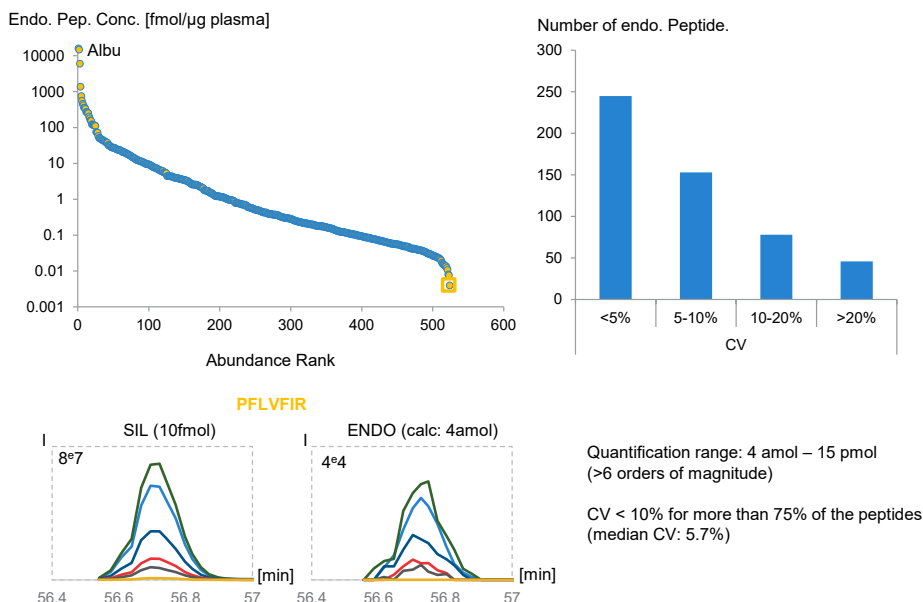 Endo. Pep. Conc. [fmol/µg plasma]
10000
1000
100
10
1
0.1
0.01
0.001
Albu
0 100 200 300 400 500 600
Abundance Rank
Number of endo. Peptide.
300
250
200
150
100
50
0
<5% 5-10% 10-20% >20%
CV
PFLVFIR
SIL (10fmol)
I
8e7
[min]
56.4 56.6 56.8 57
ENDO (calc: 4amol)
I
4e4
[min]
56.4 56.6 56.8 57
Quantification range: 4 amol – 15 pmol
(>6 orders of magnitude)
CV < 10% for more than 75% of the peptides
(median CV: 5.7%)